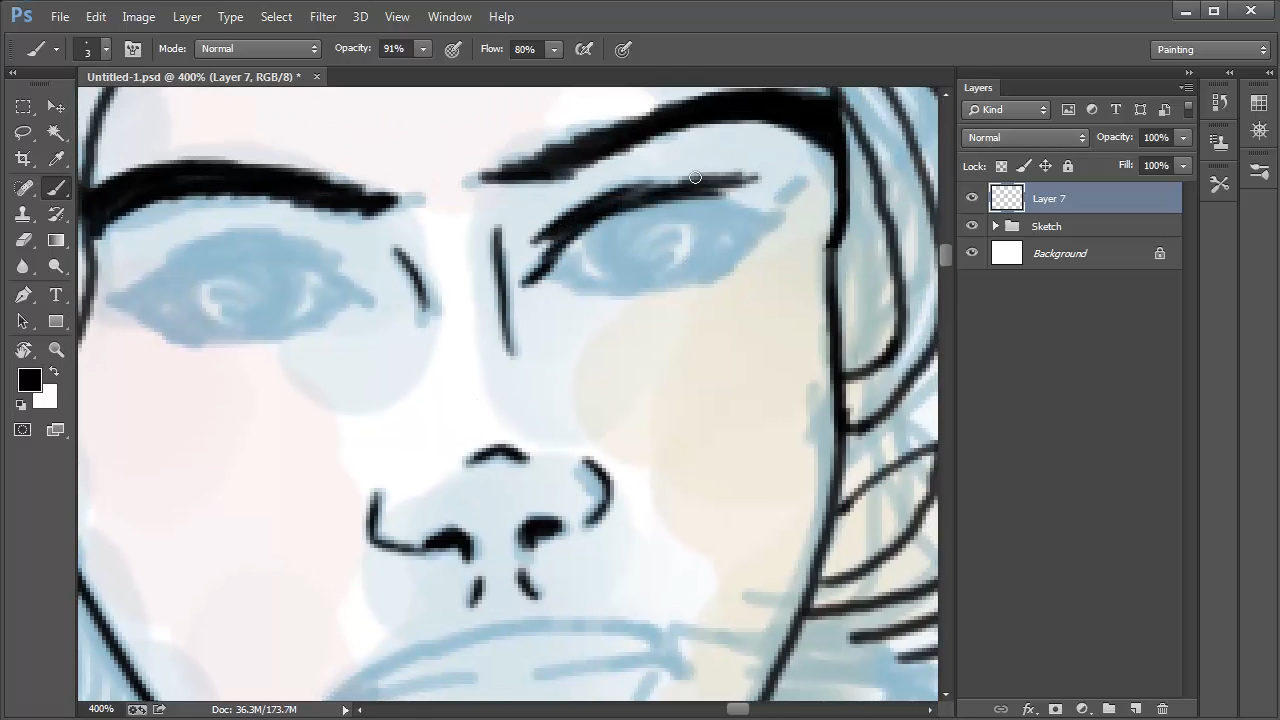 Ps File Edit Image Layer Type Select Filter 3D View Window Help
3 Mode: Normal Opacity: 91% Flow: 80% Painting
Untitled-1.psd @ 400% (Layer 7, RGB/8) * ×
Layers
Kind
Normal Opacity: 100%
Lock: Fill: 100%
Layer 7
Sketch
Background
400% Doc: 36.3M/173.7M